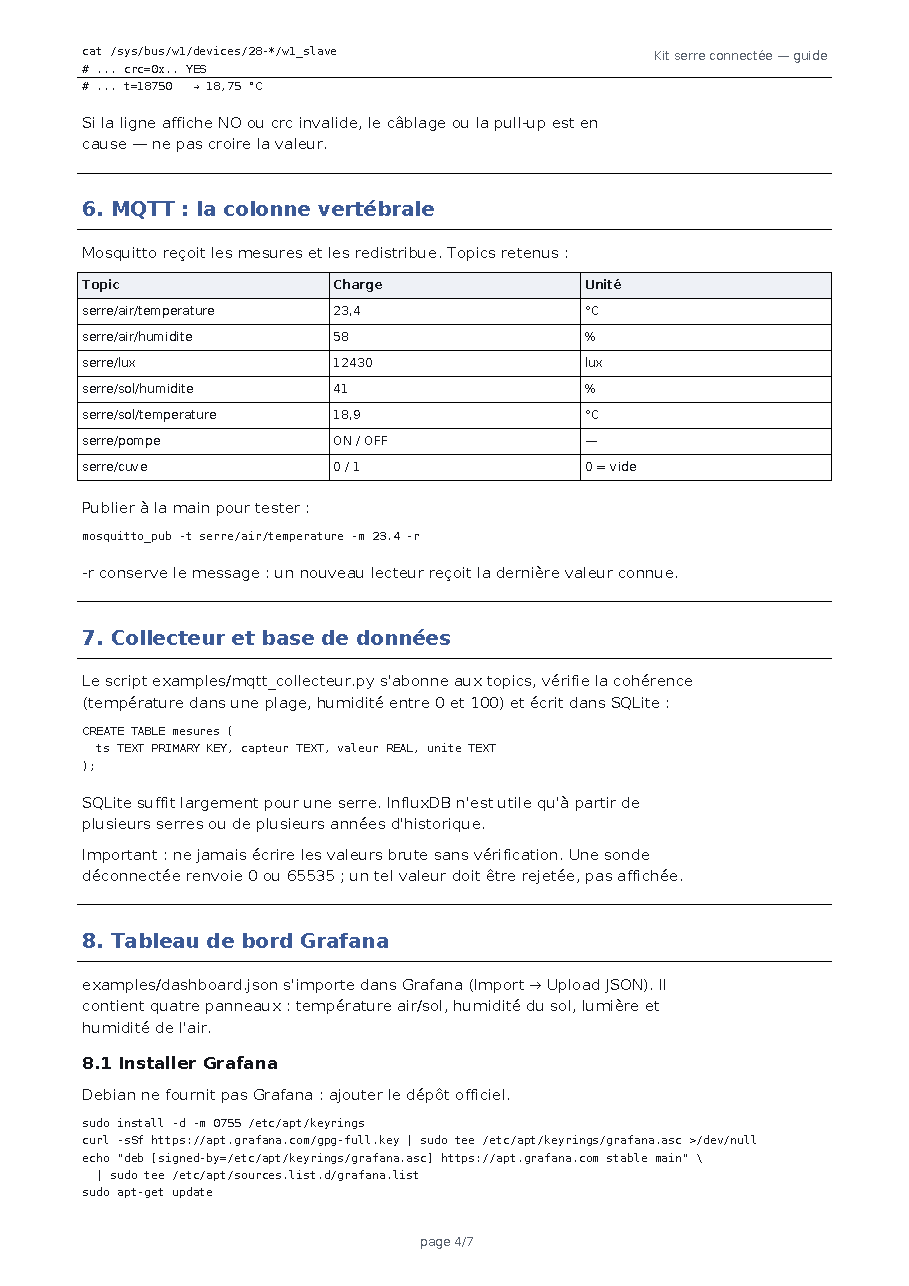 cat /sys/bus/w1/devices/28-*/w1_slave
Kit serre connectée — guide
# ... crc=0x.. YES
# ... t=18750   → 18,75 °C
Si la ligne affiche NO ou crc invalide, le câblage ou la pull-up est en
cause — ne pas croire la valeur.
6. MQTT : la colonne vertébrale
Mosquitto reçoit les mesures et les redistribue. Topics retenus :
Topic Charge Unité
serre/air/temperature 23,4 °C
serre/air/humidite 58 %
serre/lux 12430 lux
serre/sol/humidite 41 %
serre/sol/temperature 18,9 °C
serre/pompe ON / OFF —
serre/cuve 0 / 1 0 = vide
Publier à la main pour tester :
mosquitto_pub -t serre/air/temperature -m 23.4 -r
-r conserve le message : un nouveau lecteur reçoit la dernière valeur connue.
7. Collecteur et base de données
Le script examples/mqtt_collecteur.py s'abonne aux topics, vérifie la cohérence
(température dans une plage, humidité entre 0 et 100) et écrit dans SQLite :
CREATE TABLE mesures (
  ts TEXT PRIMARY KEY, capteur TEXT, valeur REAL, unite TEXT
);
SQLite suffit largement pour une serre. InfluxDB n'est utile qu'à partir de
plusieurs serres ou de plusieurs années d'historique.
Important : ne jamais écrire les valeurs brute sans vérification. Une sonde
déconnectée renvoie 0 ou 65535 ; un tel valeur doit être rejetée, pas affichée.
8. Tableau de bord Grafana
examples/dashboard.json s'importe dans Grafana (Import → Upload JSON). Il
contient quatre panneaux : température air/sol, humidité du sol, lumière et
humidité de l'air.
8.1 Installer Grafana
Debian ne fournit pas Grafana : ajouter le dépôt officiel.
sudo install -d -m 0755 /etc/apt/keyrings
curl -sSf https://apt.grafana.com/gpg-full.key | sudo tee /etc/apt/keyrings/grafana.asc >/dev/null
echo "deb [signed-by=/etc/apt/keyrings/grafana.asc] https://apt.grafana.com stable main" \
  | sudo tee /etc/apt/sources.list.d/grafana.list
sudo apt-get update
page 4/7